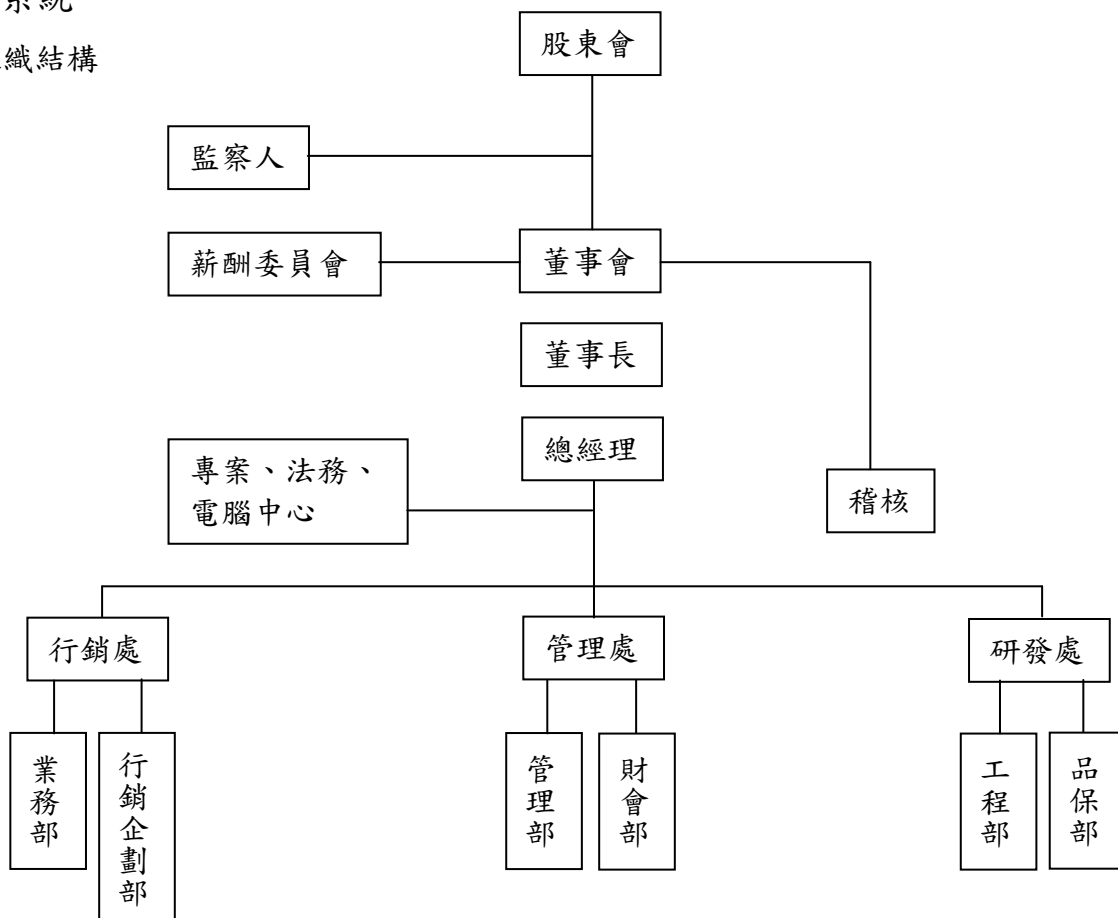 系統
織結構
股東會
監察人
薪酬委員會
董事會
董事長
總經理
專案、法務、
電腦中心
稽核
行銷處
管理處
研發處
業務部
行銷企劃部
管理部
財會部
工程部
品保部